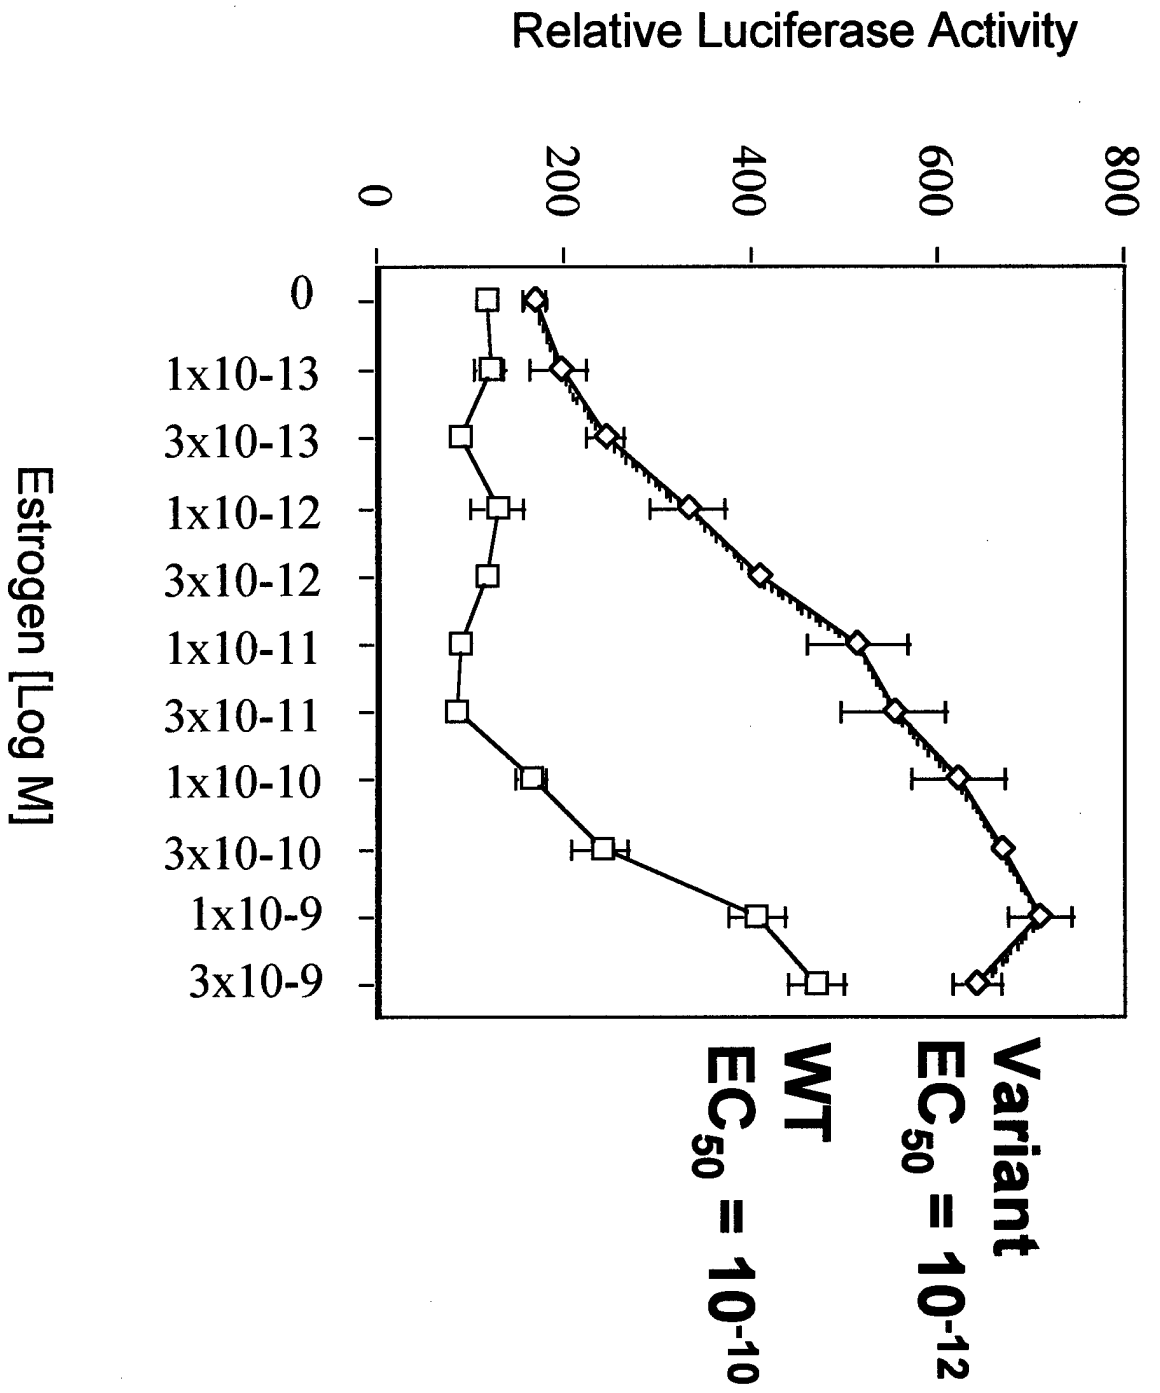 Relative Luciferase Activity
800
600
400
200
0
0
1x10-13
3x10-13
1x10-12
3x10-12
1x10-11
3x10-11
1x10-10
3x10-10
1x10-9
3x10-9
Estrogen [Log M]
Variant
EC50 = 10-12
WT
EC50 = 10-10